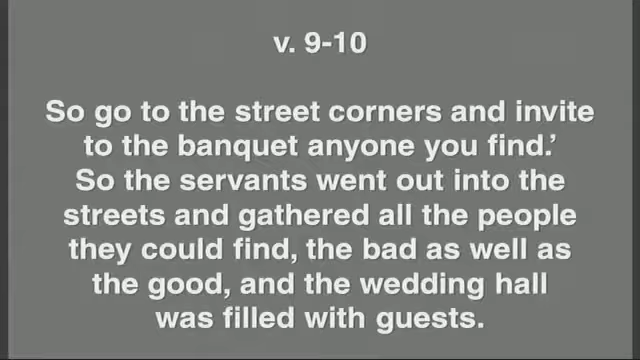 v. 9-10
So go to the street corners and invite
to the banquet anyone you find.’
So the servants went out into the
streets and gathered all the people
they could find, the bad as well as
the good, and the wedding hall
was filled with guests.